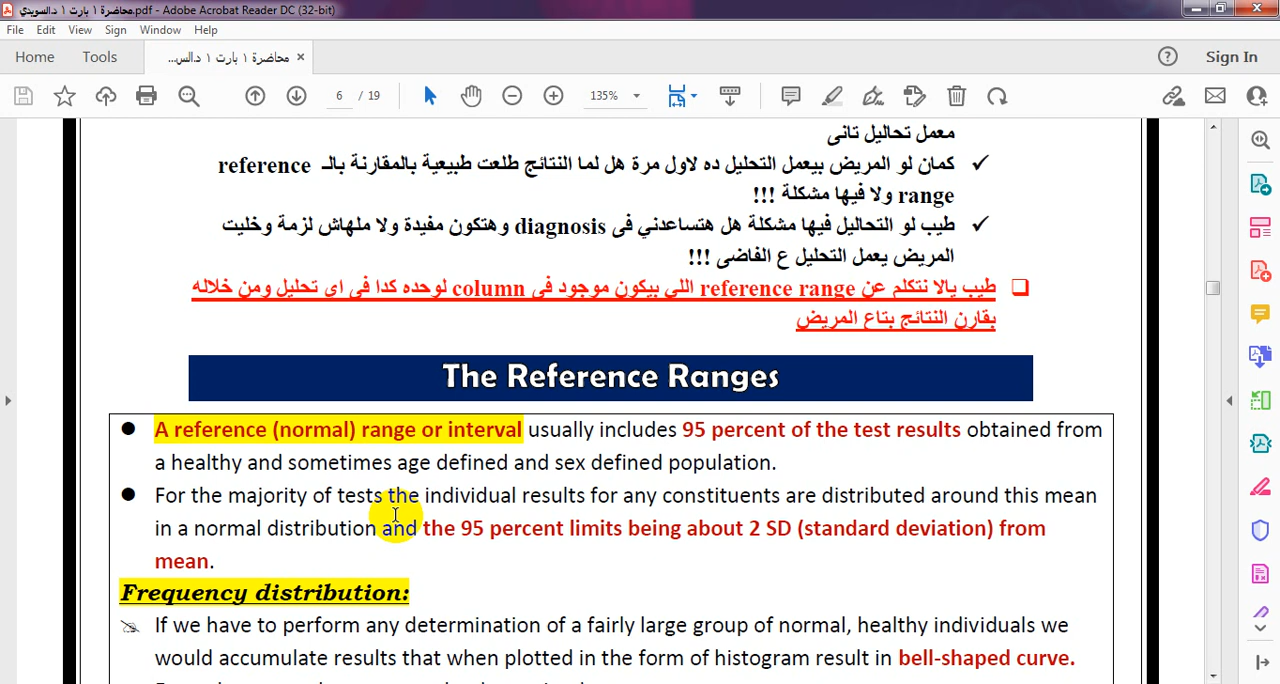 محاضرة ١ بارت ١ د.السويدي.pdf - Adobe Acrobat Reader DC (32-bit)
File Edit View Sign Window Help
Home Tools محاضرة ١ بارت ١ د.الس... × Sign In
6 / 19 135%
معمل تحاليل تانى
✓ كمان لو المريض بيعمل التحليل ده لاول مرة هل لما النتائج طلعت طبيعية بالمقارنة بالـ reference
range ولا فيها مشكلة !!!
✓ طيب لو التحاليل فيها مشكلة هل هتساعدني فى diagnosis وهتكون مفيدة ولا ملهاش لزمة وخليت
المريض يعمل التحليل ع الفاضى !!!
❑ طيب يالا نتكلم عن reference range اللي بيكون موجود في column لوحده كدا في اي تحليل ومن خلاله
بقارن النتائج بتاع المريض
The Reference Ranges
● A reference (normal) range or interval usually includes 95 percent of the test results obtained from
a healthy and sometimes age defined and sex defined population.
● For the majority of tests the individual results for any constituents are distributed around this mean
in a normal distribution and the 95 percent limits being about 2 SD (standard deviation) from
mean.
Frequency distribution:
If we have to perform any determination of a fairly large group of normal, healthy individuals we
would accumulate results that when plotted in the form of histogram result in bell-shaped curve.